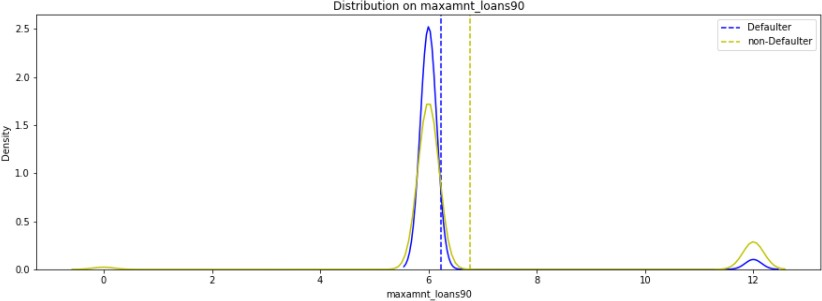 Distribution on maxamnt_loans90
Defaulter
non-Defaulter
Density
2.5
2.0
1.5
1.0
0.5
0.0
0 2 4 6 8 10 12
maxamnt_loans90